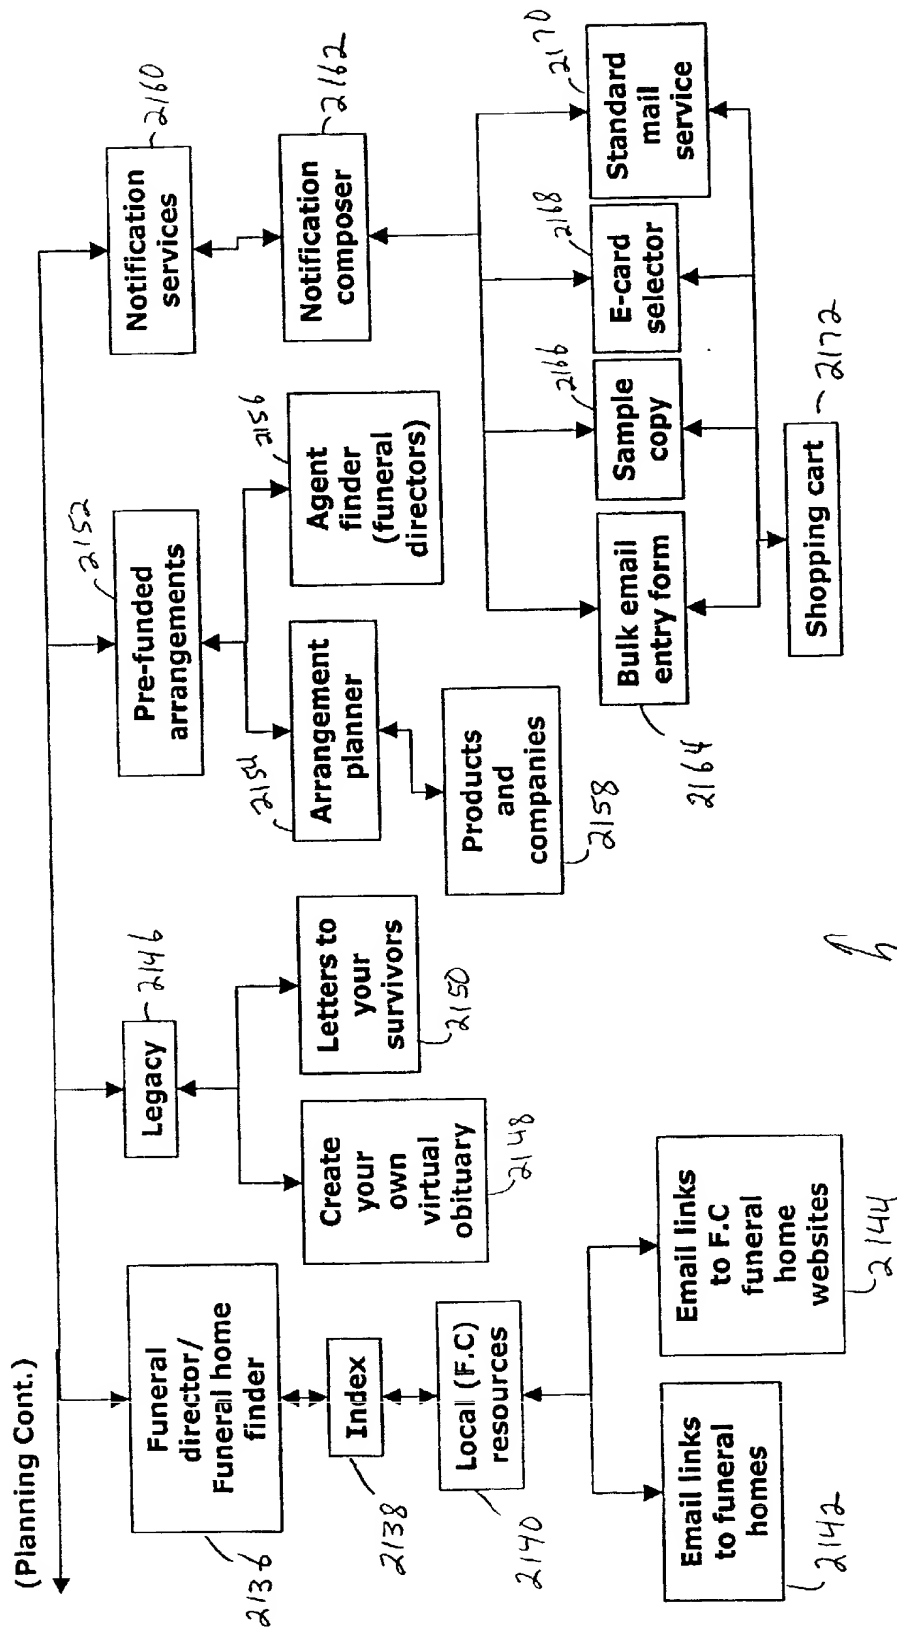 (Planning Cont.)
Funeral
director/
Funeral home
finder
2136
Index
2138
Local (F.C)
resources
2140
Email links
to funeral
homes
2142
Email links
to F.C
funeral
home
websites
2144
Legacy
2146
Create
your own
virtual
obituary
2148
Letters to
your
survivors
2150
Pre-funded
arrangements
2152
Arrangement
planner
2154
Agent
finder
(funeral
directors)
2156
Products
and
companies
2158
Notification
services
2160
Notification
composer
2162
Bulk email
entry form
2164
Sample
copy
2166
E-card
selector
2168
Standard
mail
service
2170
Shopping cart
2172